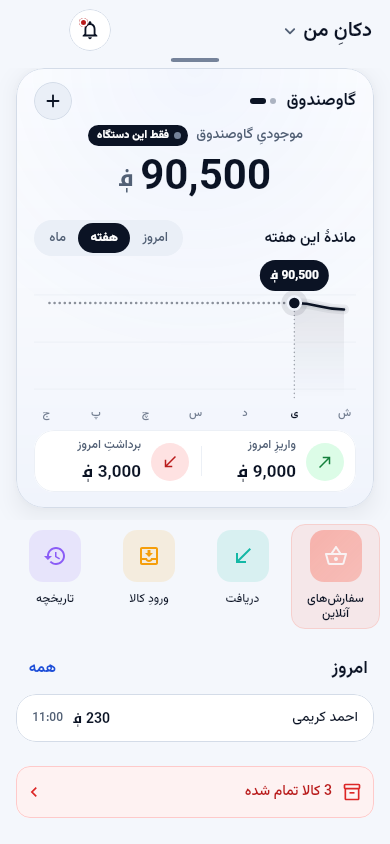 دکانِ من
گاوصندوق
موجودیِ گاوصندوق فقط این دستگاه
90,500 ؋
ماندهٔ این هفته
امروز هفته ماه
90,500 ؋
ش ی د س چ پ ج
واریزِ امروز
9,000 ؋
برداشتِ امروز
3,000 ؋
سفارش‌های
آنلاین
دریافت
ورودِ کالا
تاریخچه
امروز همه
احمد کریمی 230 ؋ 11:00
3 کالا تمام شده